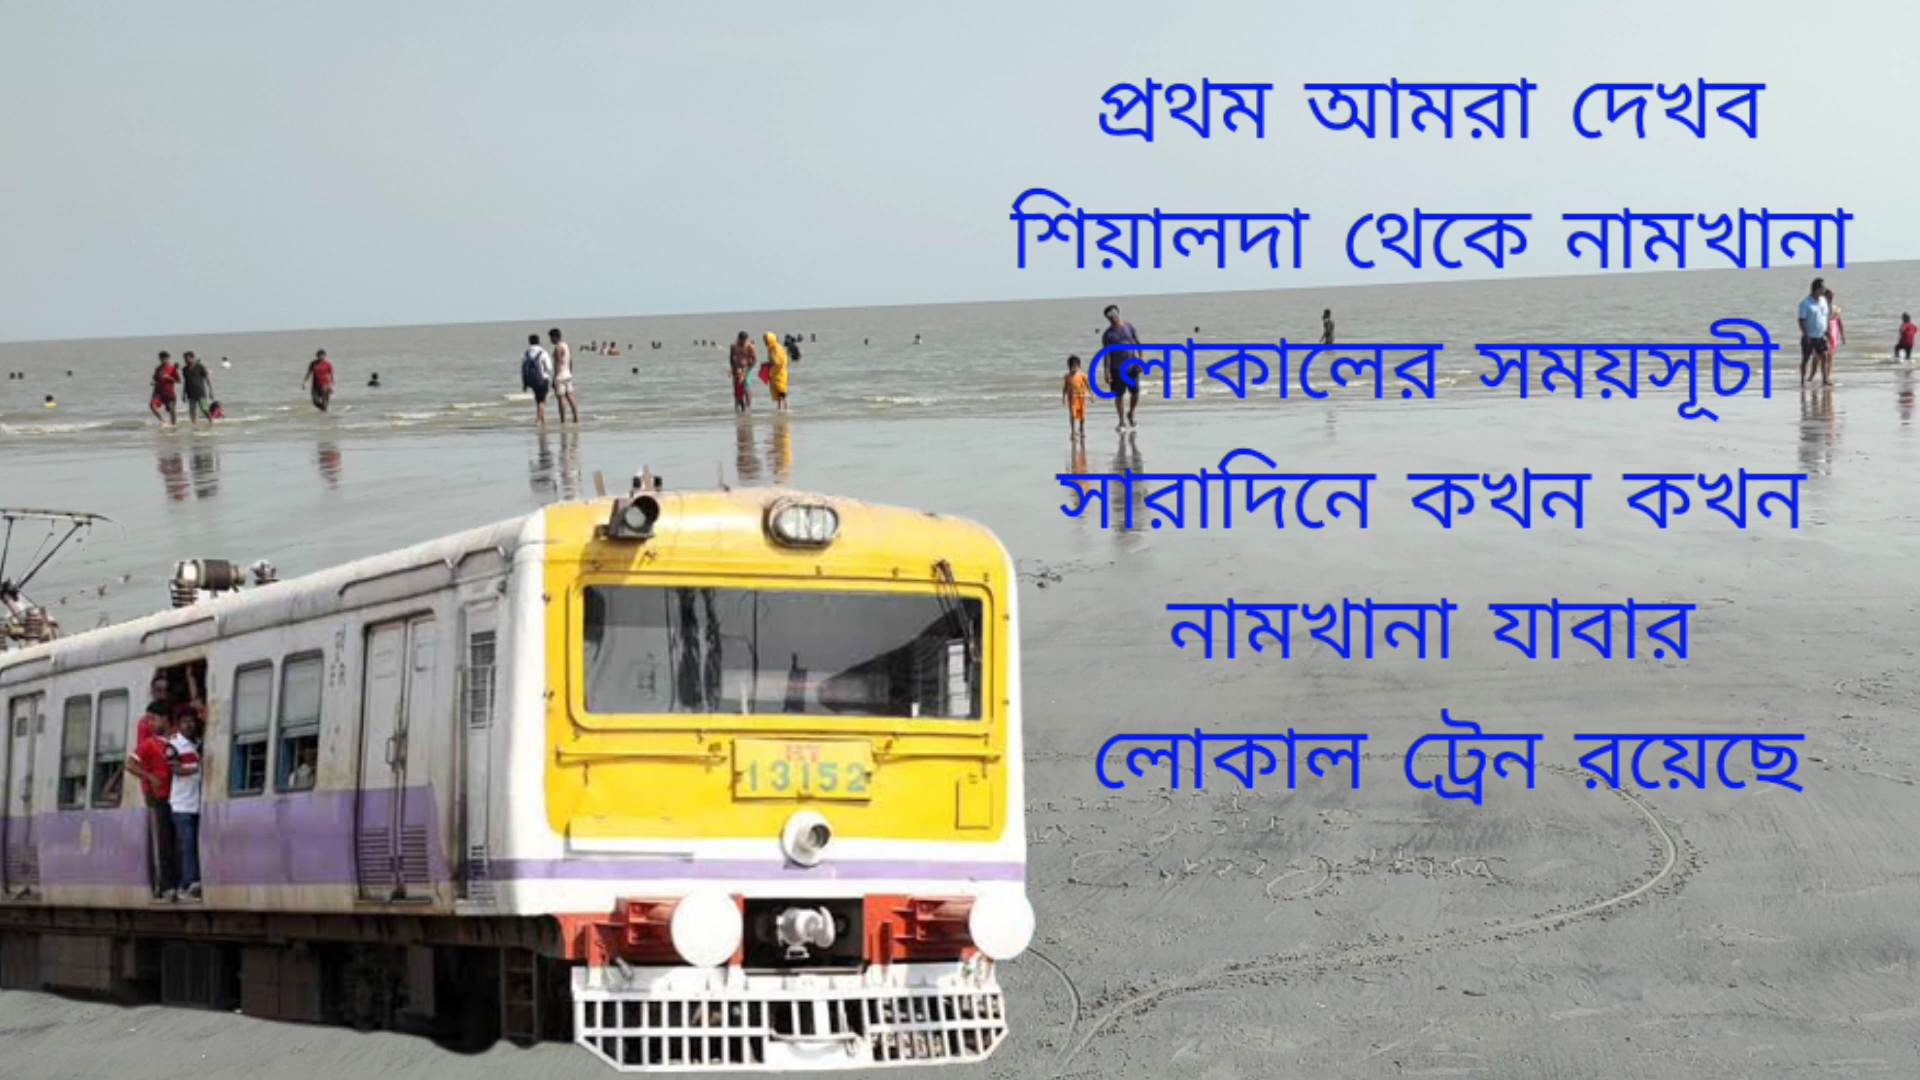 প্রথম আমরা দেখব
শিয়ালদা থেকে নামখানা
লোকালের সময়সূচী
সারাদিনে কখন কখন
নামখানা যাবার
লোকাল ট্রেন রয়েছে
13152